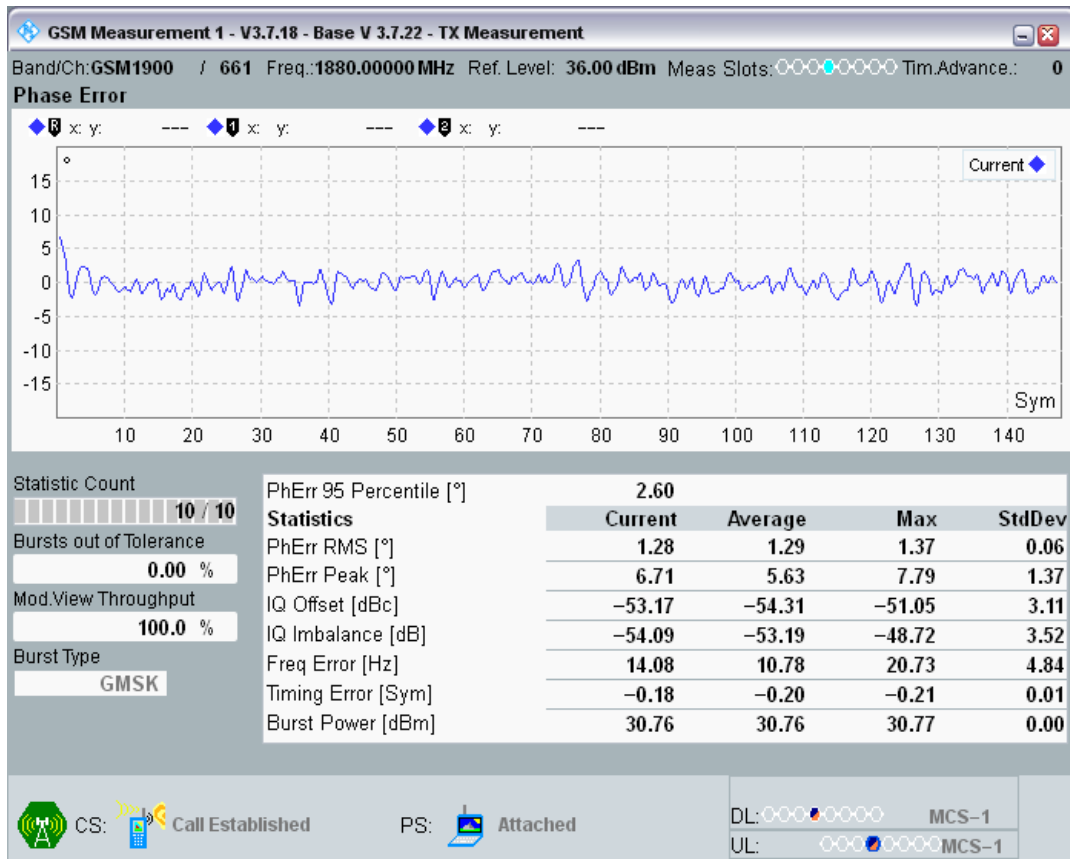 GSM Measurement 1 - V3.7.18 - Base V 3.7.22 - TX Measurement
Band/Ch:GSM1900 / 661 Freq.:1880.00000 MHz Ref. Level: 36.00 dBm Meas Slots: Tim.Advance.: 0
Phase Error
R x: y: --- 1 x: y: --- 2 x: y: ---
° Current
15
10
5
0
-5
-10
-15
Sym
10 20 30 40 50 60 70 80 90 100 110 120 130 140
Statistic Count
10 / 10
Bursts out of Tolerance
0.00 %
Mod.View Throughput
100.0 %
Burst Type
GMSK
PhErr 95 Percentile [°] 2.60
Statistics Current Average Max StdDev
PhErr RMS [°] 1.28 1.29 1.37 0.06
PhErr Peak [°] 6.71 5.63 7.79 1.37
IQ Offset [dBc] −53.17 −54.31 −51.05 3.11
IQ Imbalance [dB] −54.09 −53.19 −48.72 3.52
Freq Error [Hz] 14.08 10.78 20.73 4.84
Timing Error [Sym] −0.18 −0.20 −0.21 0.01
Burst Power [dBm] 30.76 30.76 30.77 0.00
CS: Call Established PS: Attached
DL: MCS−1
UL: MCS−1